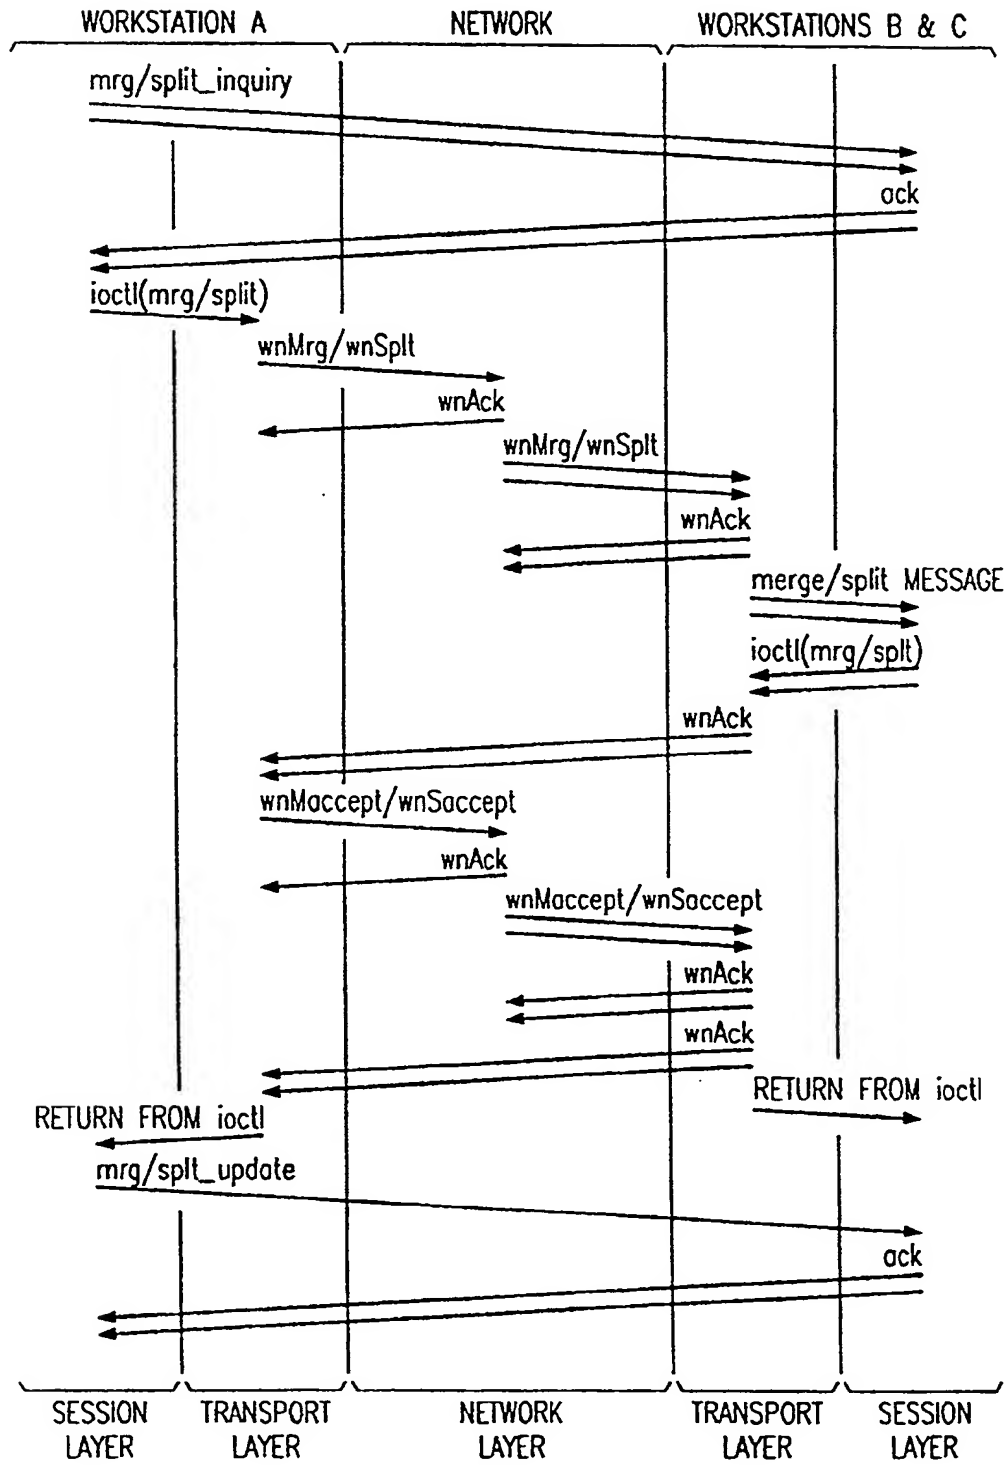 WORKSTATION A
NETWORK
WORKSTATIONS B & C
mrg/split_inquiry
ack
ioctl(mrg/split)
wnMrg/wnSplt
wnAck
wnMrg/wnSplt
wnAck
merge/split MESSAGE
ioctl(mrg/splt)
wnAck
wnMaccept/wnSaccept
wnAck
wnMaccept/wnSaccept
wnAck
wnAck
RETURN FROM ioctl
RETURN FROM ioctl
mrg/splt_update
ack
SESSION
LAYER
TRANSPORT
LAYER
NETWORK
LAYER
TRANSPORT
LAYER
SESSION
LAYER